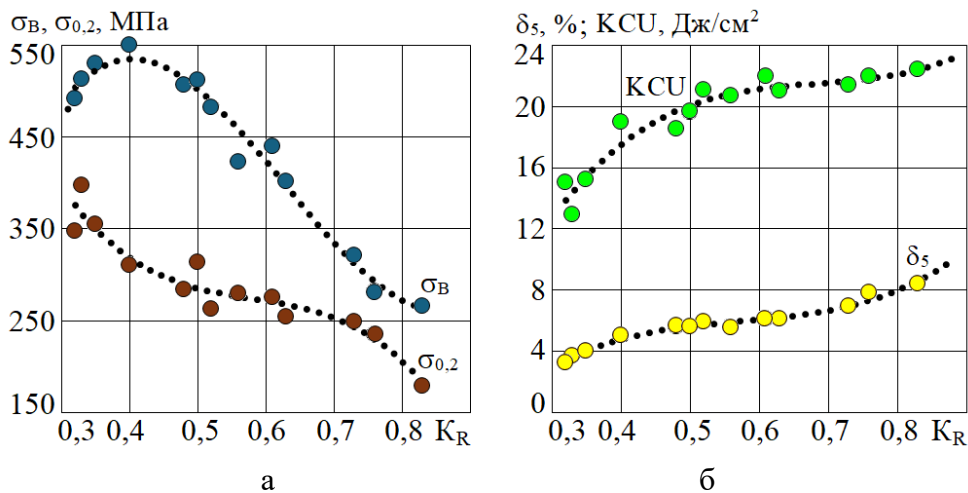 σВ, σ0,2, МПа
550
450
350
250
150
σВ
σ0,2
0,3 0,4 0,5 0,6 0,7 0,8 КR
а
δ5, %; KCU, Дж/см²
24
20
16
12
8
4
0
KCU
δ5
0,3 0,4 0,5 0,6 0,7 0,8 КR
б